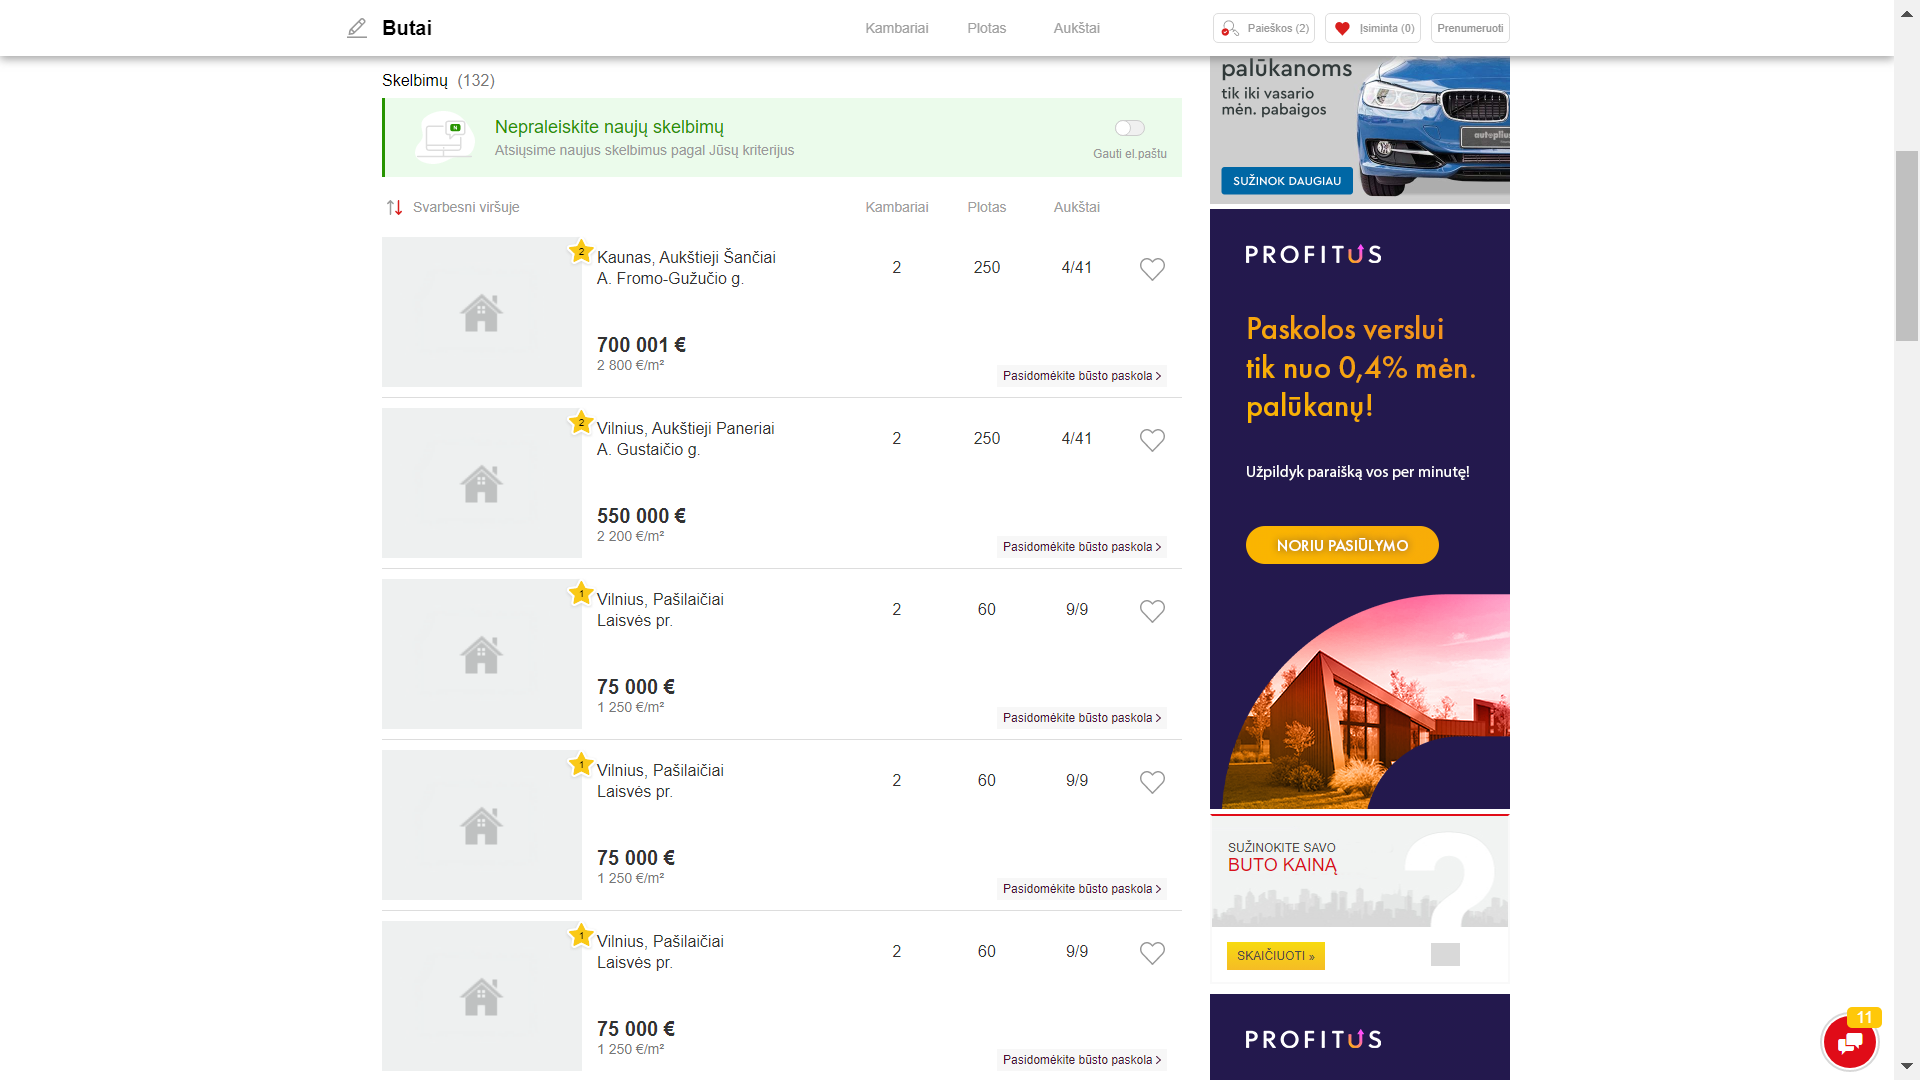 Butai
Kambariai
Plotas
Aukštai
Paieškos (2)
Įsiminta (0)
Prenumeruoti
Skelbimų (132)
Nepraleiskite naujų skelbimų
Atsiųsime naujus skelbimus pagal Jūsų kriterijus
Gauti el.paštu
Svarbesni viršuje
Kambariai
Plotas
Aukštai
2
Kaunas, Aukštieji Šančiai
A. Fromo-Gužučio g.
2
250
4/41
700 001 €
2 800 €/m²
Pasidomėkite būsto paskola >
2
Vilnius, Aukštieji Paneriai
A. Gustaičio g.
2
250
4/41
550 000 €
2 200 €/m²
Pasidomėkite būsto paskola >
1
Vilnius, Pašilaičiai
Laisvės pr.
2
60
9/9
75 000 €
1 250 €/m²
Pasidomėkite būsto paskola >
1
Vilnius, Pašilaičiai
Laisvės pr.
2
60
9/9
75 000 €
1 250 €/m²
Pasidomėkite būsto paskola >
1
Vilnius, Pašilaičiai
Laisvės pr.
2
60
9/9
75 000 €
1 250 €/m²
Pasidomėkite būsto paskola >
palūkanoms
tik iki vasario
mėn. pabaigos
SUŽINOK DAUGIAU
PROFITUS
Paskolos verslui
tik nuo 0,4% mėn.
palūkanų!
Užpildyk paraišką vos per minutę!
NORIU PASIŪLYMO
SUŽINOKITE SAVO
BUTO KAINĄ
?
SKAIČIUOTI »
PROFITUS
11